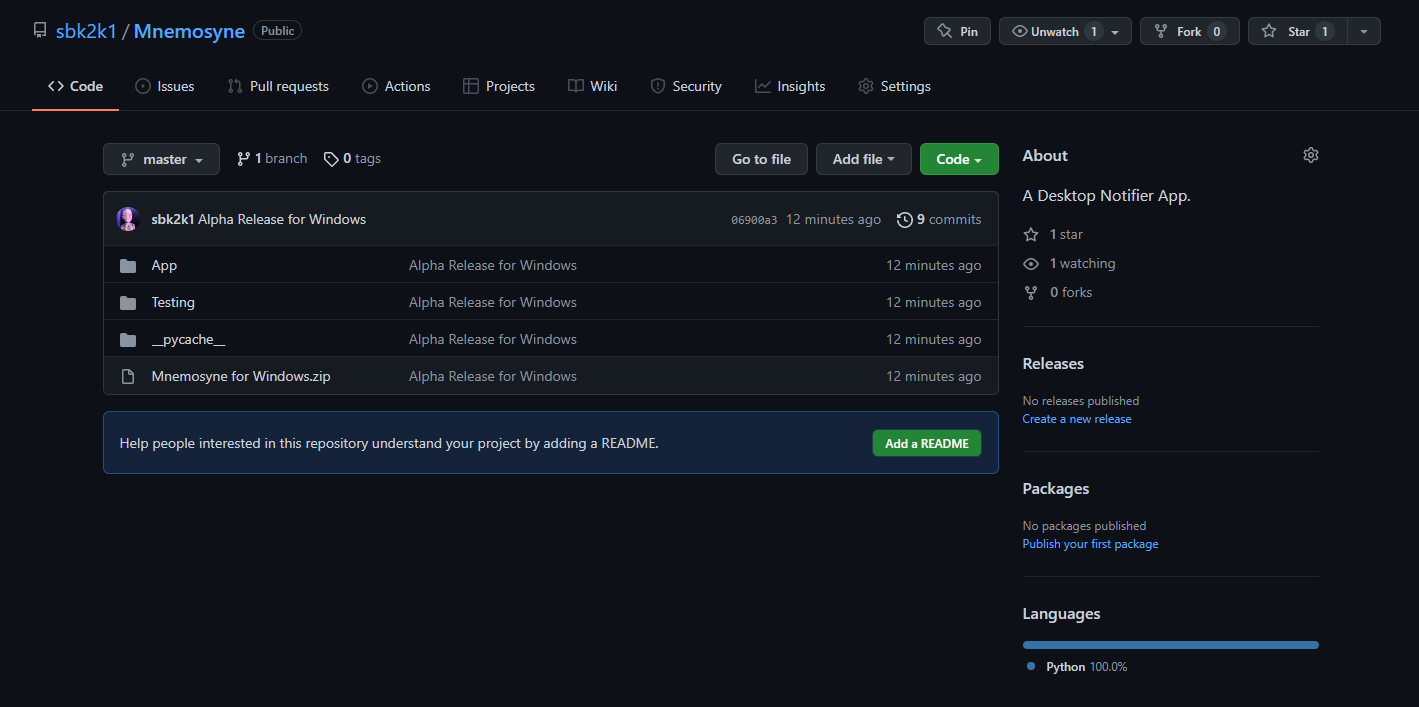 sbk2k1 / Mnemosyne Public Pin Unwatch 1 Fork 0 Star 1
Code Issues Pull requests Actions Projects Wiki Security Insights Settings
master 1 branch 0 tags Go to file Add file Code
sbk2k1 Alpha Release for Windows 06900a3 12 minutes ago 9 commits
App Alpha Release for Windows 12 minutes ago
Testing Alpha Release for Windows 12 minutes ago
__pycache__ Alpha Release for Windows 12 minutes ago
Mnemosyne for Windows.zip Alpha Release for Windows 12 minutes ago
Help people interested in this repository understand your project by adding a README. Add a README
About
A Desktop Notifier App.
1 star
1 watching
0 forks
Releases
No releases published
Create a new release
Packages
No packages published
Publish your first package
Languages
Python 100.0%